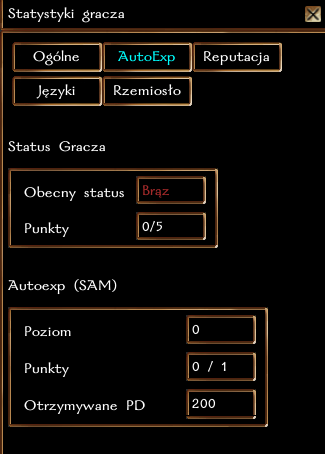 Statystyki gracza
Ogólne AutoExp Reputacja
Języki Rzemiosło
Status Gracza
Obecny status Brąz
Punkty 0/5
Autoexp (SAM)
Poziom 0
Punkty 0 / 1
Otrzymywane PD 200